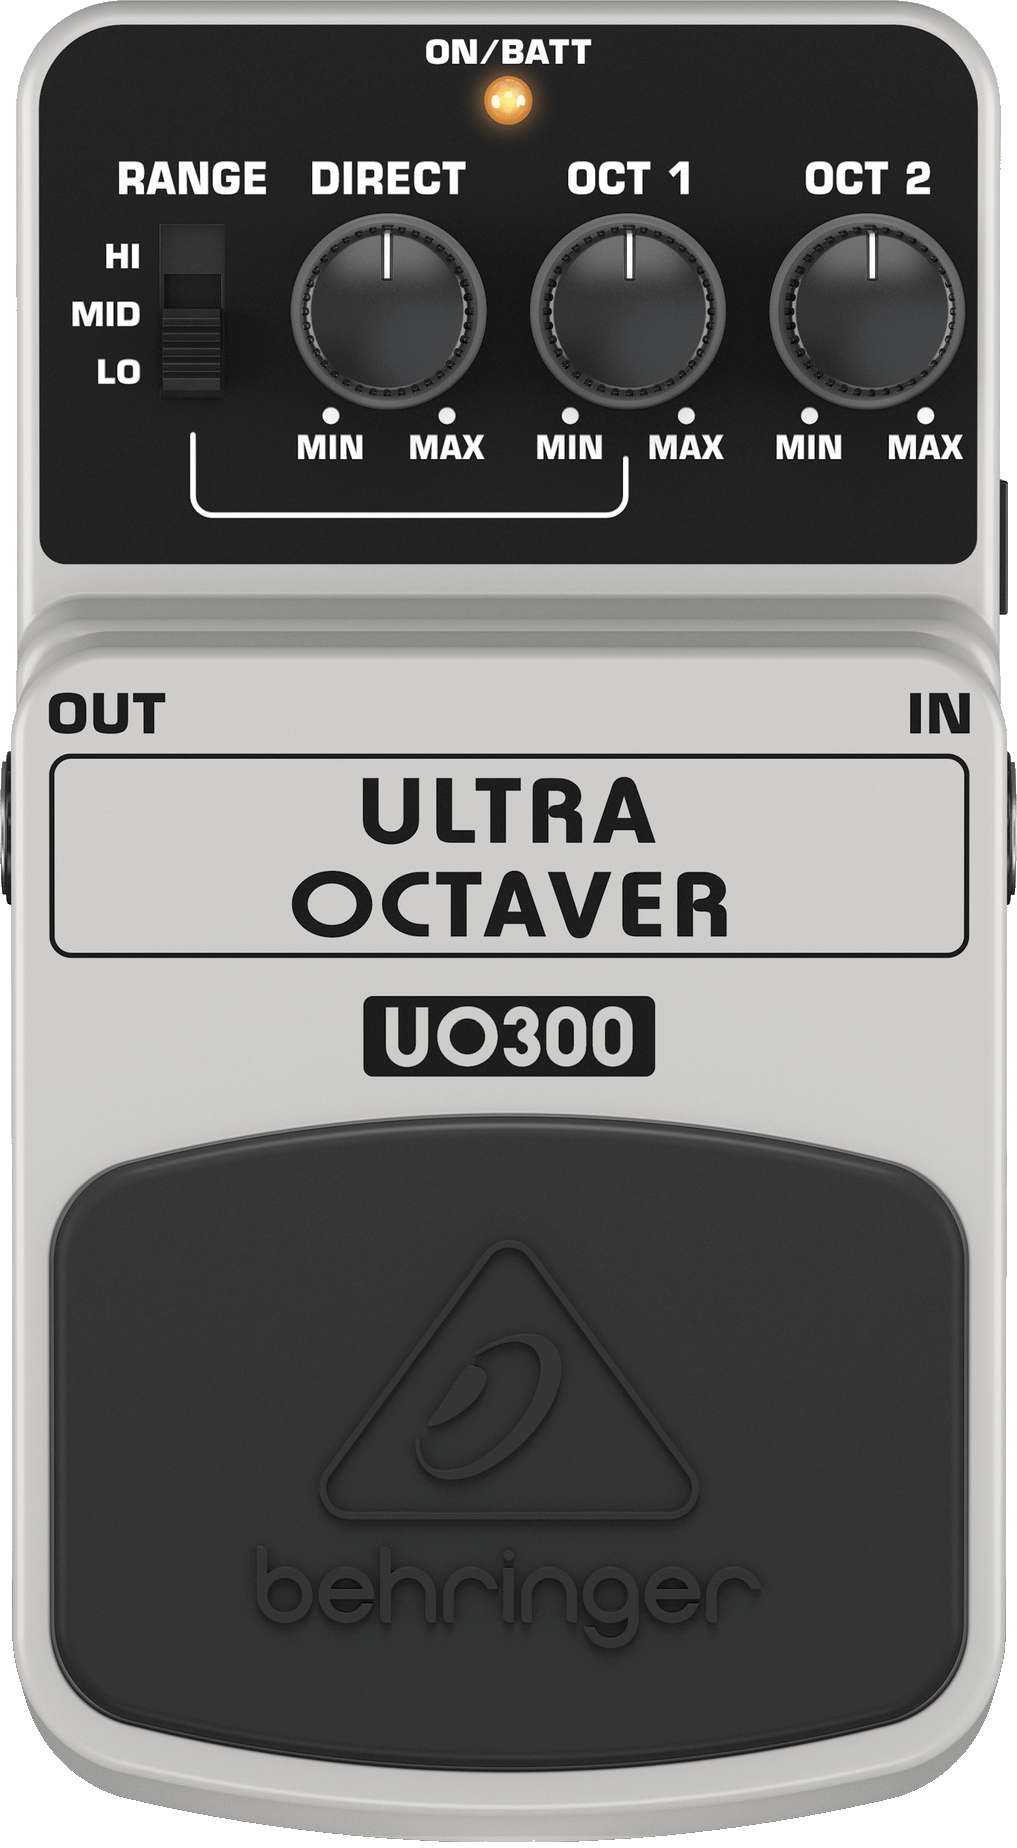 ON/BATT
RANGE DIRECT OCT 1 OCT 2
HI
MID
LO
MIN MAX MIN MAX MIN MAX
OUT IN
ULTRA
OCTAVER
UO300
behringer